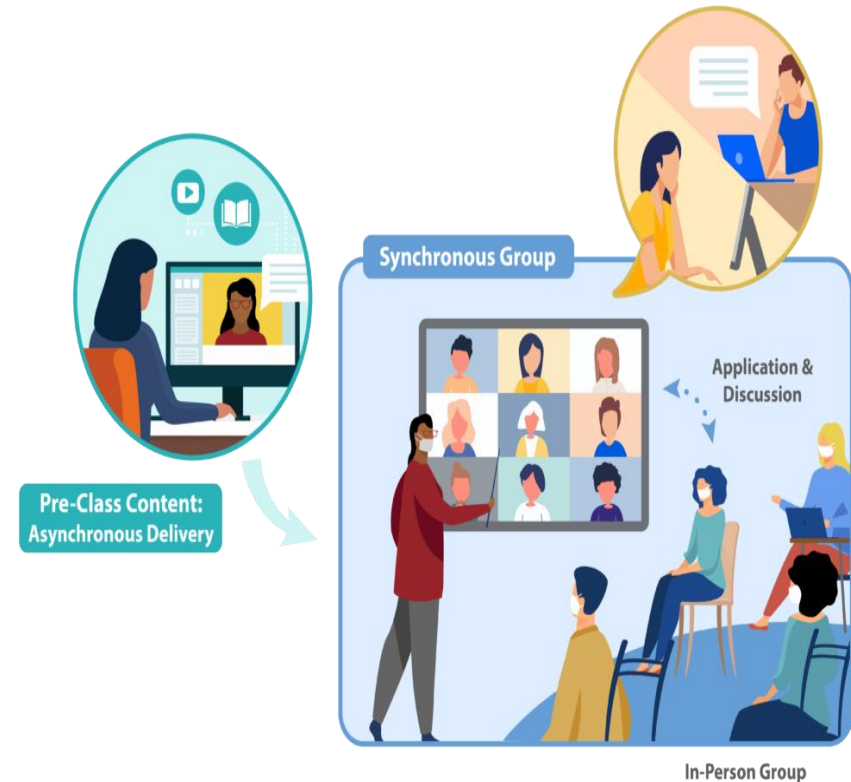 Pre-Class Content:
Asynchronous Delivery
Synchronous Group
Application &
Discussion
In-Person Group